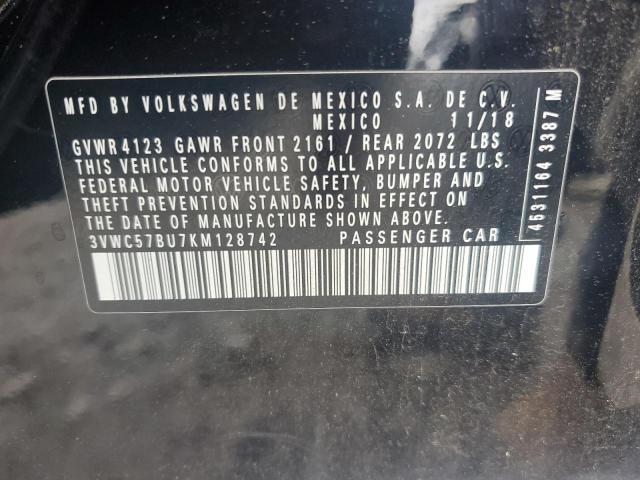 MFD BY VOLKSWAGEN DE MEXICO S.A. DE C.V.
MEXICO 11/18
GVWR 4123 GAWR FRONT 2161 / REAR 2072 LBS
THIS VEHICLE CONFORMS TO ALL APPLICABLE U.S.
FEDERAL MOTOR VEHICLE SAFETY, BUMPER AND
THEFT PREVENTION STANDARDS IN EFFECT ON
THE DATE OF MANUFACTURE SHOWN ABOVE.
3VWC57BU7KM128742 PASSENGER CAR
4531164 3387 M